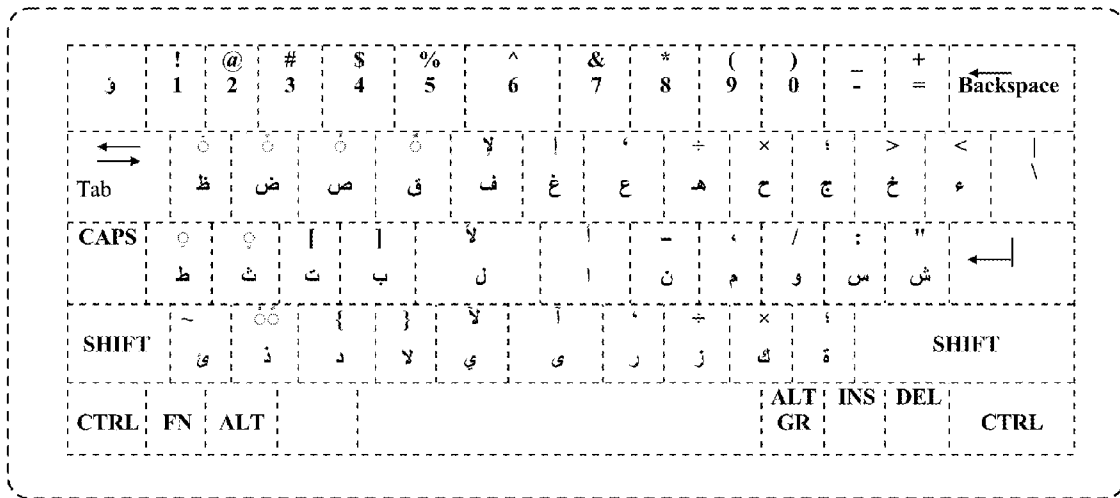 ! @ # $ % ^ & * ( ) _ +
ؤ 1 2 3 4 5 6 7 8 9 0 - = Backspace
ﻹ إ ‘ ÷ × ؛ > < |
Tab ظ ض ص ق ف غ ع هـ ح ج خ ء \
CAPS [ ] لأ أ ـ ، / : "
ط ث ت ب ل ا ن م و س ش
~ { } لآ آ ‘ ÷ × ؛
SHIFT ئ ذ د لا ي ى ر ز ك ة SHIFT
ALT INS DEL
CTRL FN ALT GR CTRL